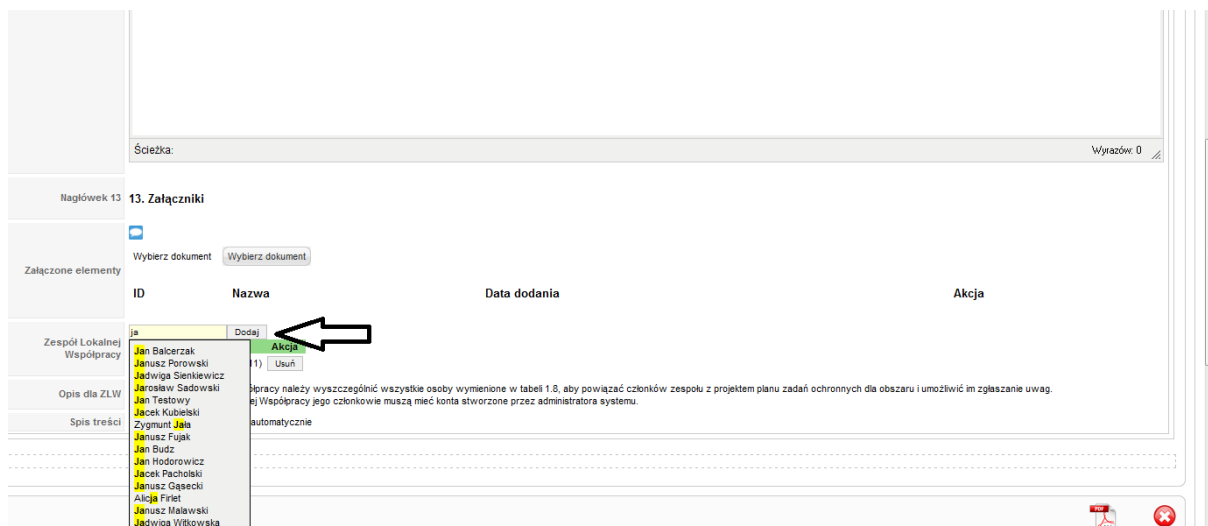 Ścieżka: Wyrazów: 0
Nagłówek 13 13. Załączniki
Wybierz dokument Wybierz dokument
Załączone elementy
ID Nazwa Data dodania Akcja
ja Dodaj
Zespół Lokalnej Współpracy
Akcja
11) Usuń
Jan Balcerzak
Janusz Porowski
Jadwiga Sienkiewicz
Jarosław Sadowski
Jan Testowy
Jacek Kubielski
Zygmunt Jała
Janusz Fujak
Jan Budz
Jan Hodorowicz
Jacek Pacholski
Janusz Gąsecki
Alicja Firlet
Janusz Malawski
Jadwiga Witkowska
Opis dla ZLW
należy wyszczególnić wszystkie osoby wymienione w tabeli 1.8, aby powiązać członków zespołu z projektem planu zadań ochronnych dla obszaru i umożliwić im zgłaszanie uwag.
Współpracy jego członkowie muszą mieć konta stworzone przez administratora systemu.
Spis treści automatycznie
PDF